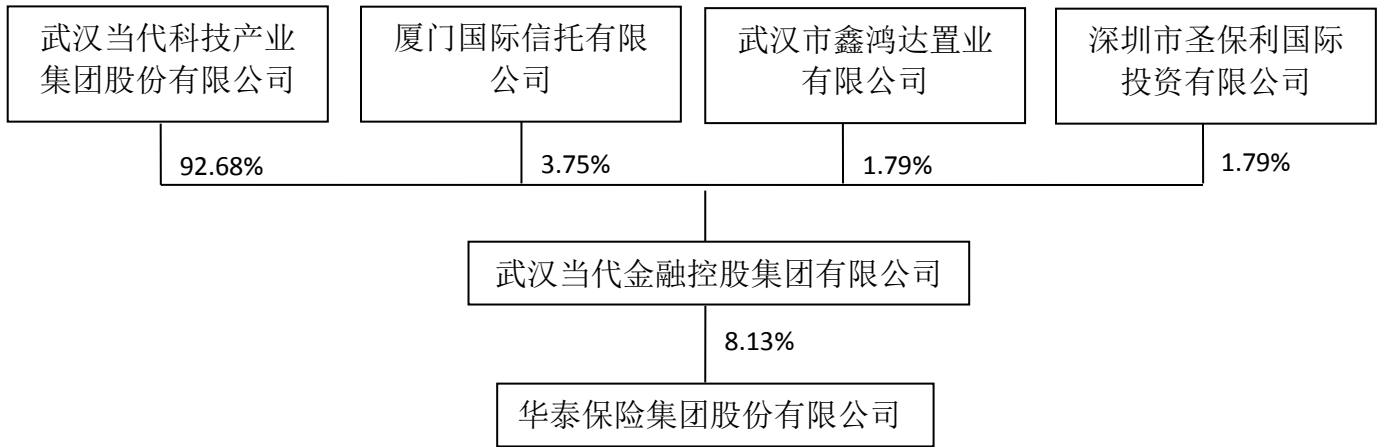 武汉当代科技产业
集团股份有限公司
厦门国际信托有限
公司
武汉市鑫鸿达置业
有限公司
深圳市圣保利国际
投资有限公司
92.68%
3.75%
1.79%
1.79%
武汉当代金融控股集团有限公司
8.13%
华泰保险集团股份有限公司